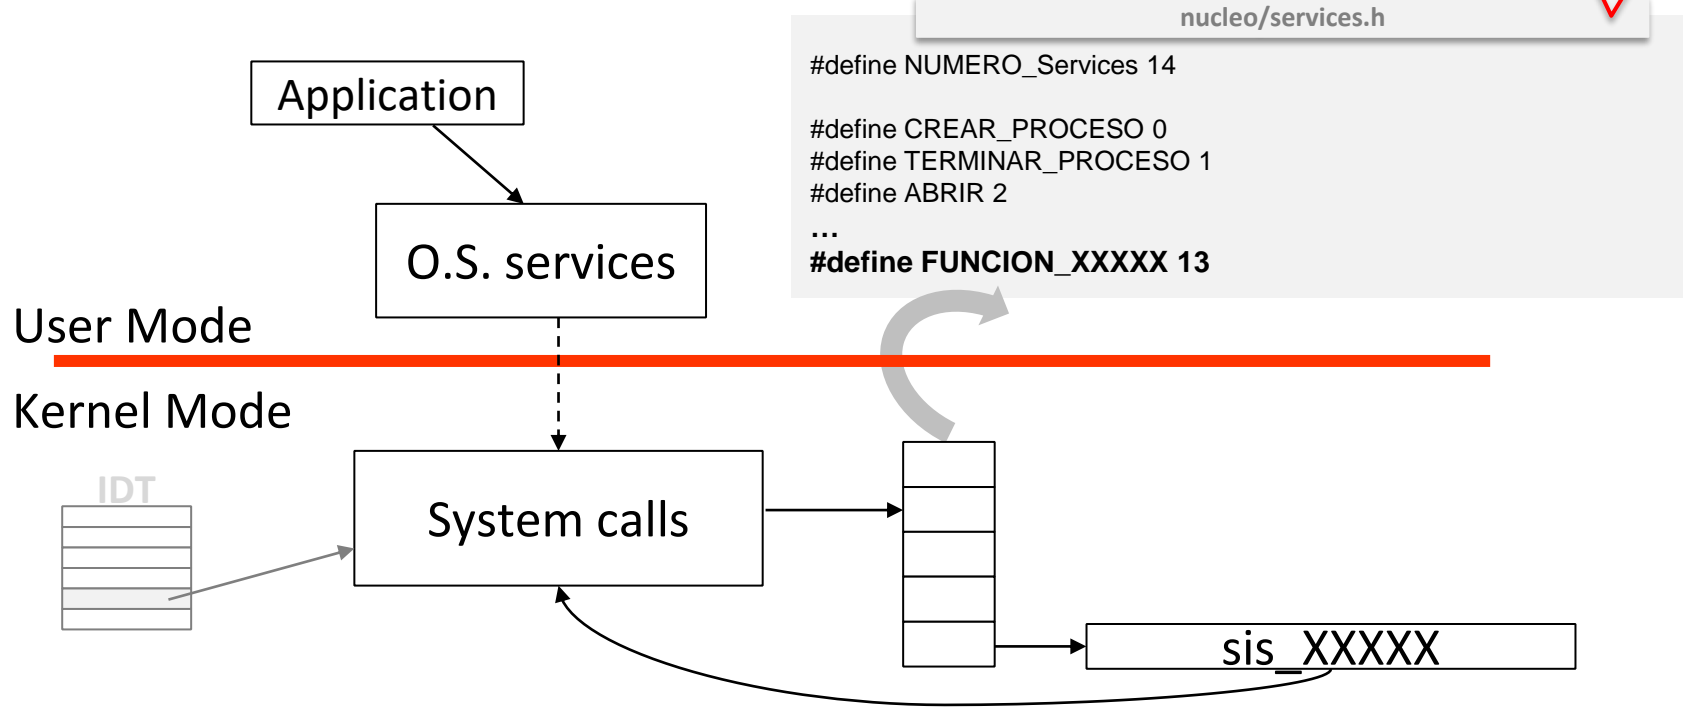 nucleo/services.h
#define NUMERO_Services 14
#define CREAR_PROCESO 0
#define TERMINAR_PROCESO 1
#define ABRIR 2
…
#define FUNCION_XXXXX 13
Application
O.S. services
User Mode
Kernel Mode
IDT
System calls
sis_XXXXX